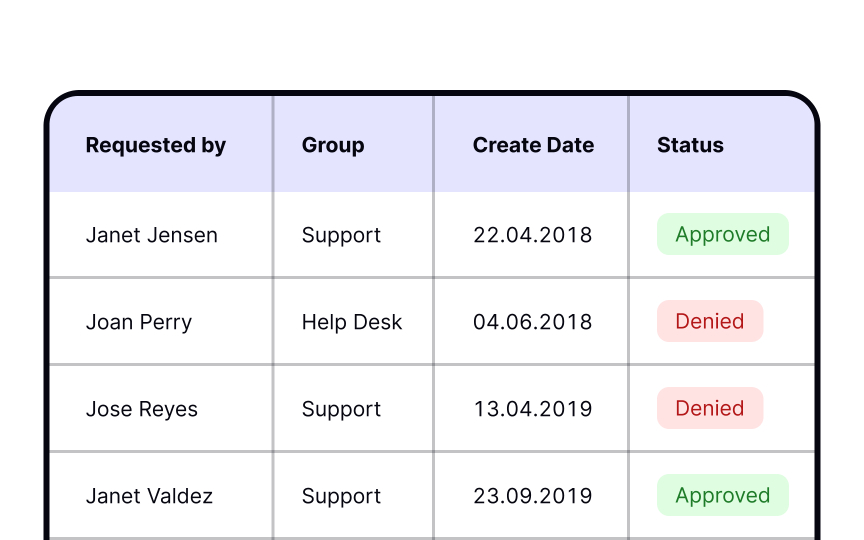 Requested by Group Create Date Status
Janet Jensen Support 22.04.2018 Approved
Joan Perry Help Desk 04.06.2018 Denied
Jose Reyes Support 13.04.2019 Denied
Janet Valdez Support 23.09.2019 Approved